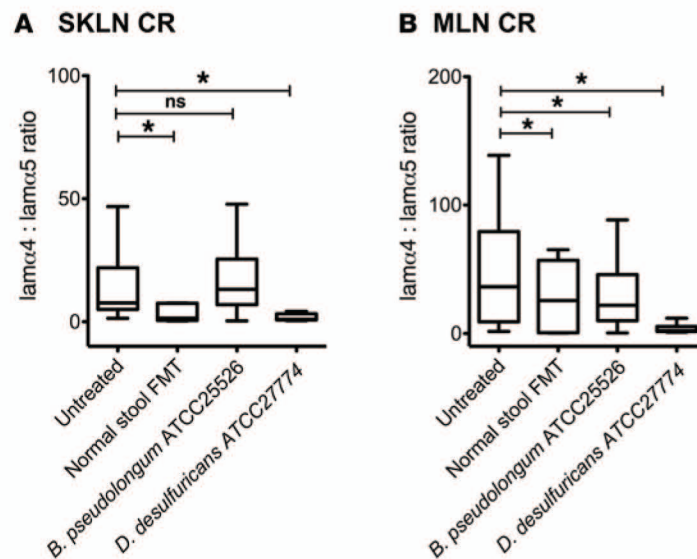 A SKLN CR
lamα4 : lamα5 ratio
100
50
0
*
ns
*
Untreated
Normal stool FMT
B. pseudolongum ATCC25526
D. desulfuricans ATCC27774
B MLN CR
lamα4 : lamα5 ratio
200
100
0
*
*
*
Untreated
Normal stool FMT
B. pseudolongum ATCC25526
D. desulfuricans ATCC27774